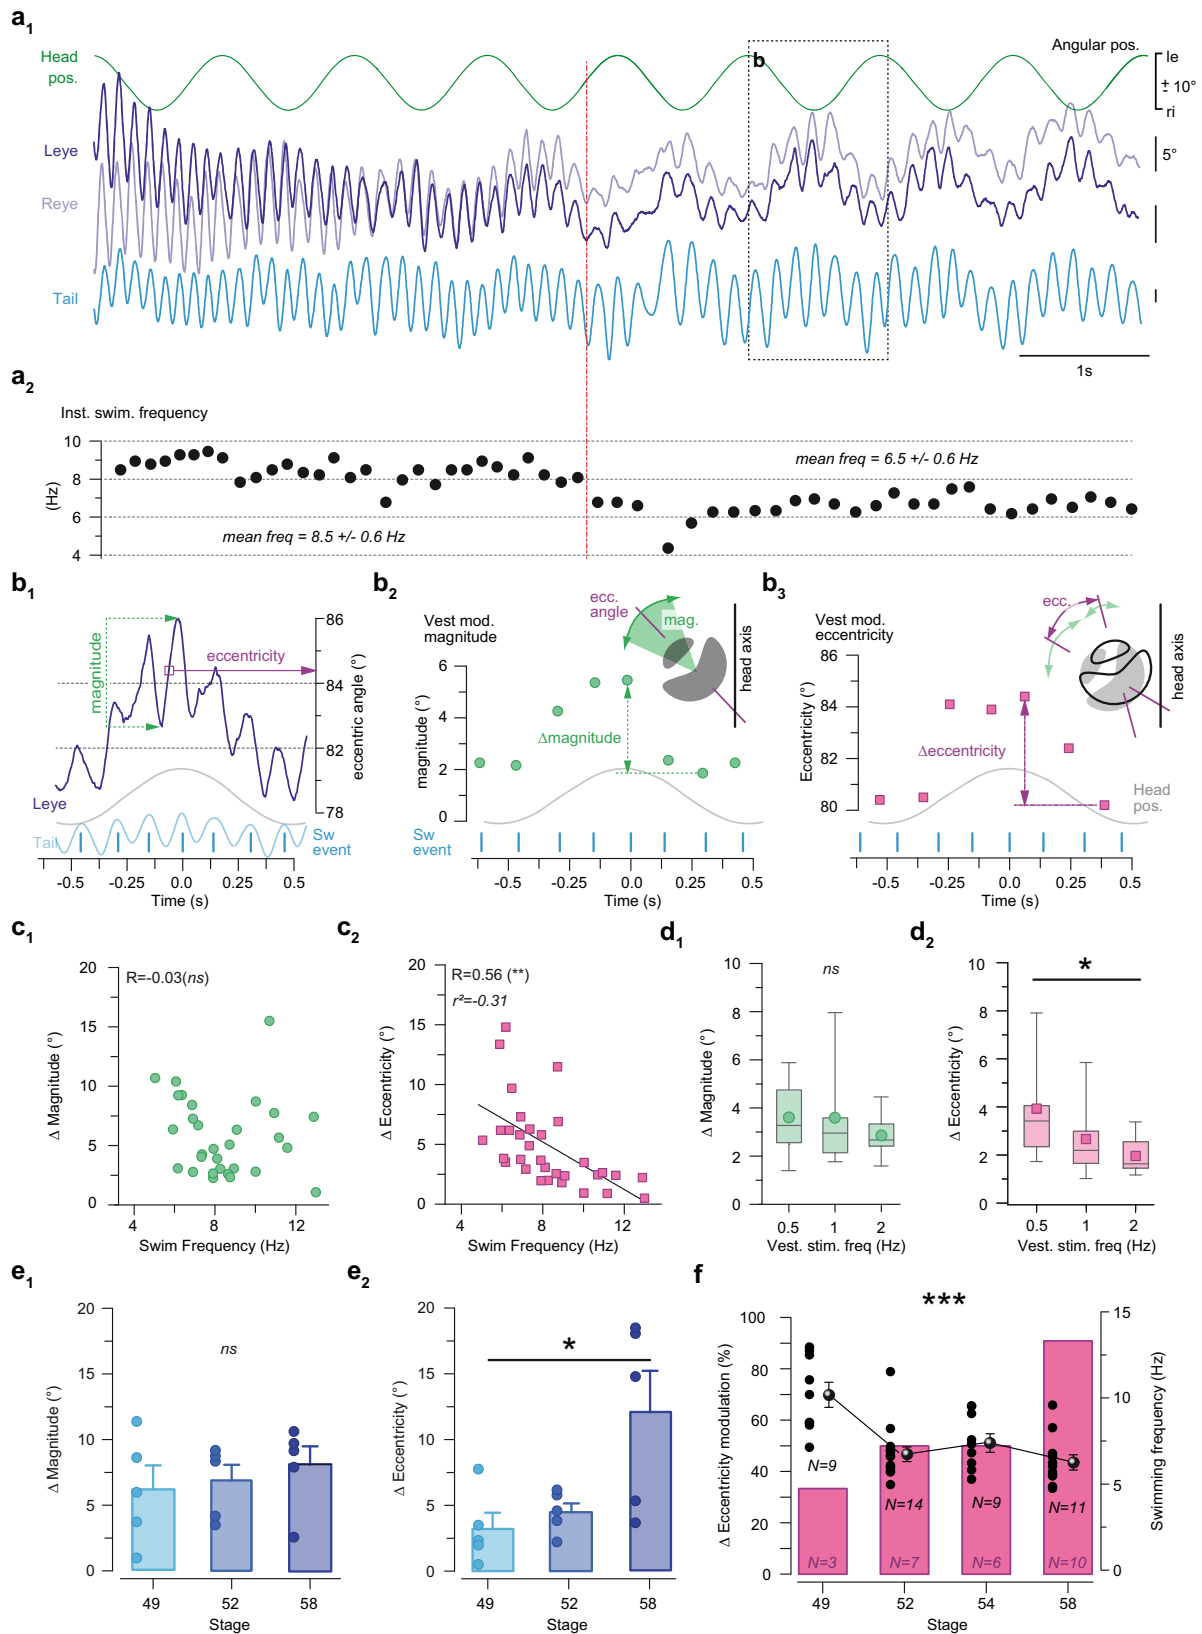 a1
Head
pos.
Angular pos.
le
± 10°
ri
b
Leye
5°
Reye
Tail
1s
a2
Inst. swim. frequency
10
8
6
4
(Hz)
mean freq = 6.5 +/- 0.6 Hz
mean freq = 8.5 +/- 0.6 Hz
b1
magnitude
eccentricity
86
84
82
78
eccentric angle (°)
Leye
Tail
Sw
event
-0.5 -0.25 0.0 0.25 0.5
Time (s)
b2
Vest mod.
magnitude
ecc.
angle
mag.
head axis
6
4
2
0
magnitude (°)
Δmagnitude
Sw
event
-0.5 -0.25 0.0 0.25 0.5
Time (s)
b3
Vest mod.
eccentricity
ecc.
head axis
86
84
82
80
Eccentricity (°)
Δeccentricity
Head
pos.
-0.5 -0.25 0.0 0.25 0.5
Time (s)
c1
R=-0.03(ns)
20
15
10
5
0
Δ Magnitude (°)
4 8 12
Swim Frequency (Hz)
c2
R=0.56 (**)
r²=-0.31
20
15
10
5
0
Δ Eccentricity (°)
4 8 12
Swim Frequency (Hz)
d1
ns
10
8
6
4
2
0
Δ Magnitude (°)
0.5 1 2
Vest. stim. freq (Hz)
d2
*
10
8
6
4
2
0
Δ Eccentricity (°)
0.5 1 2
Vest. stim. freq (Hz)
e1
ns
20
15
10
5
0
Δ Magnitude (°)
49 52 58
Stage
e2
*
20
15
10
5
0
Δ Eccentricity (°)
49 52 58
Stage
f
***
100
80
60
40
20
0
Δ Eccentricity modulation (%)
15
10
5
0
Swimming frequency (Hz)
N=9
N=14
N=9
N=11
N=3
N=7
N=6
N=10
49 52 54 58
Stage